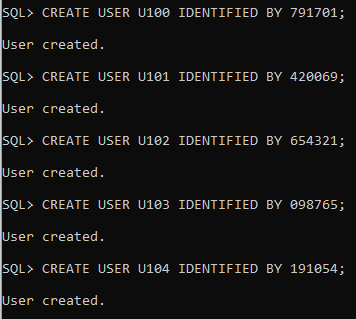 SQL> CREATE USER U100 IDENTIFIED BY 791701;
User created.
SQL> CREATE USER U101 IDENTIFIED BY 420069;
User created.
SQL> CREATE USER U102 IDENTIFIED BY 654321;
User created.
SQL> CREATE USER U103 IDENTIFIED BY 098765;
User created.
SQL> CREATE USER U104 IDENTIFIED BY 191054;
User created.